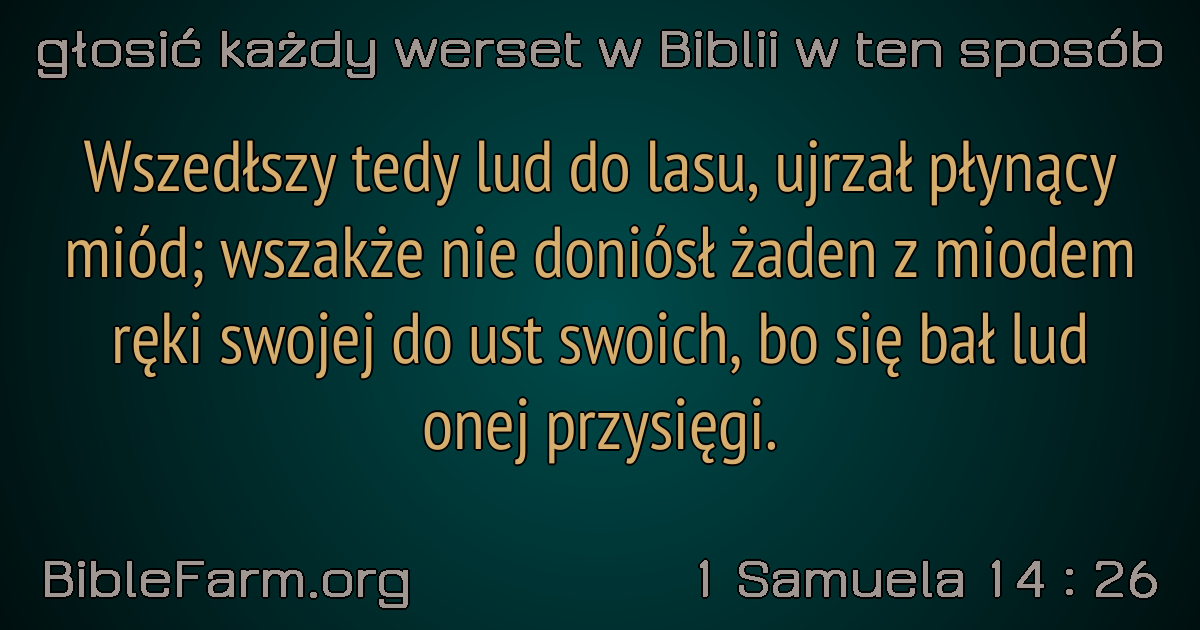 głosić każdy werset w Biblii w ten sposób
Wszedłszy tedy lud do lasu, ujrzał płynący
miód; wszakże nie doniósł żaden z miodem
ręki swojej do ust swoich, bo się bał lud
onej przysięgi.
BibleFarm.org
1 Samuela 14 : 26